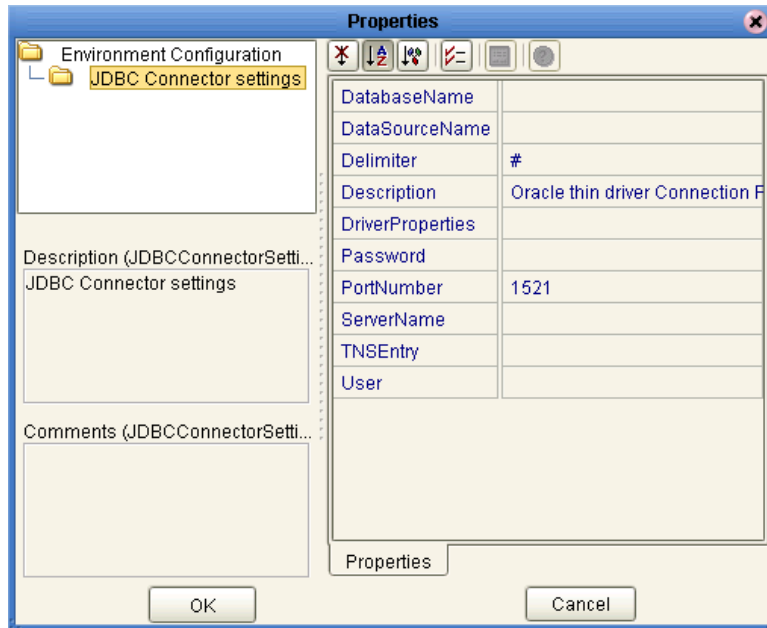 Properties
Environment Configuration
JDBC Connector settings
Description (JDBCConnectorSetti...
JDBC Connector settings
Comments (JDBCConnectorSetti...
DatabaseName
DataSourceName
Delimiter #
Description Oracle thin driver Connection P
DriverProperties
Password
PortNumber 1521
ServerName
TNSEntry
User
Properties
OK
Cancel